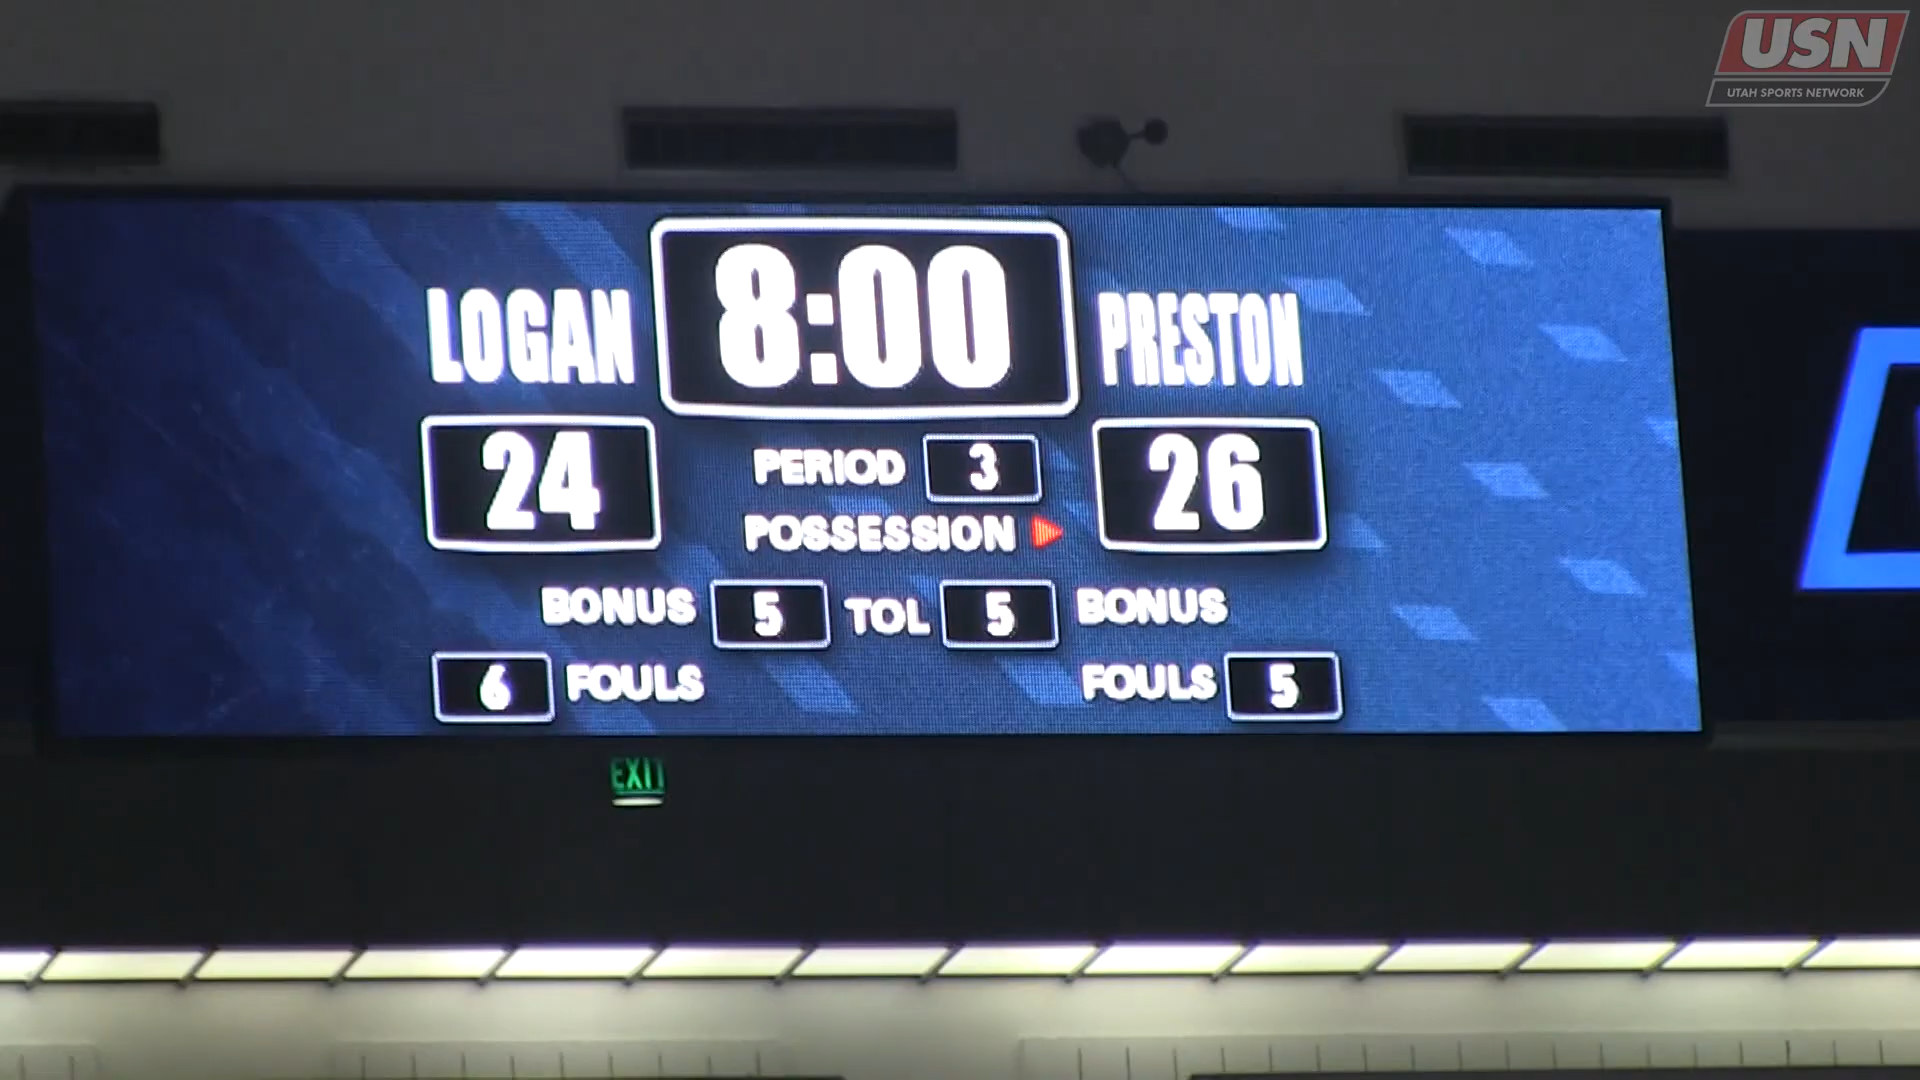 USN
UTAH SPORTS NETWORK
8:00
LOGAN
PRESTON
24
PERIOD 3
26
POSSESSION
BONUS 5 TOL 5 BONUS
6 FOULS
FOULS 5
EXIT